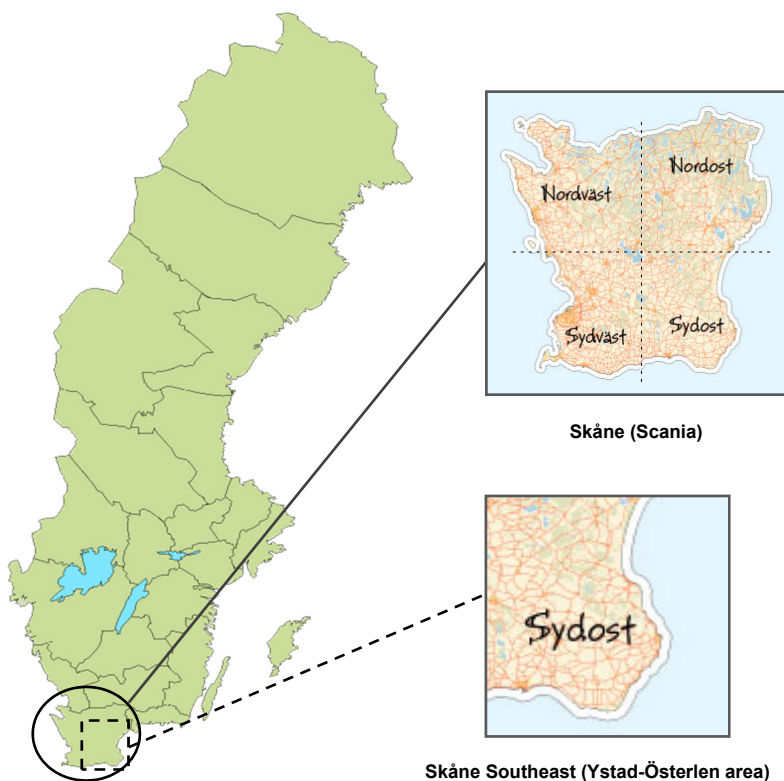 Nordväst
Nordost
Sydväst
Sydost
Skåne (Scania)
Sydost
Skåne Southeast (Ystad-Österlen area)